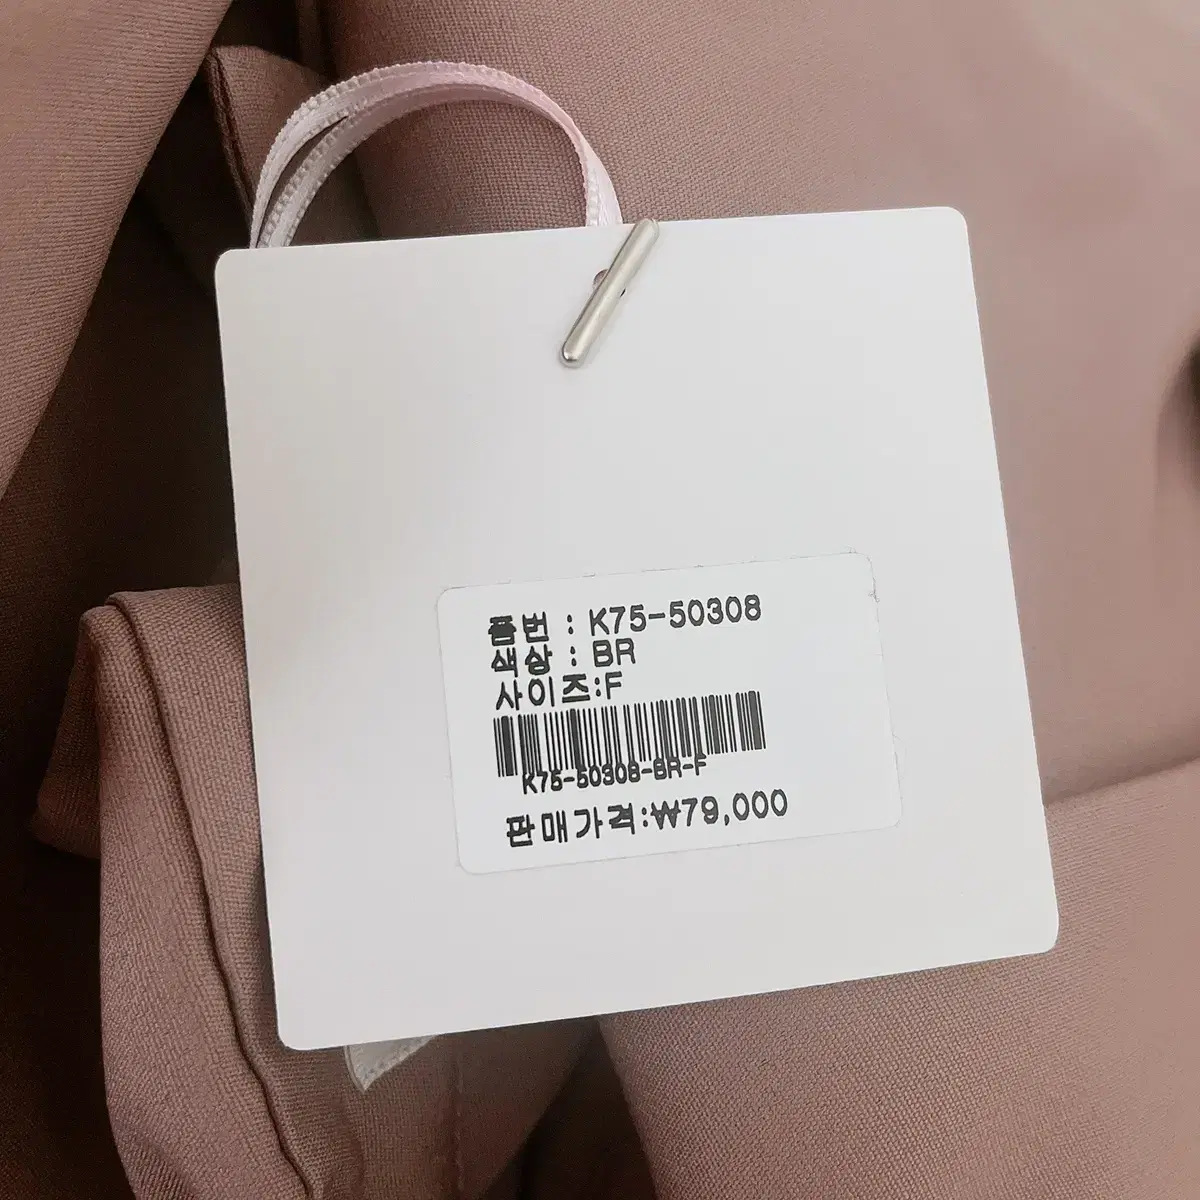 품번 : K75-50308
색상 : BR
사이즈:F
K75-50308-BR-F
판매가격:₩79,000